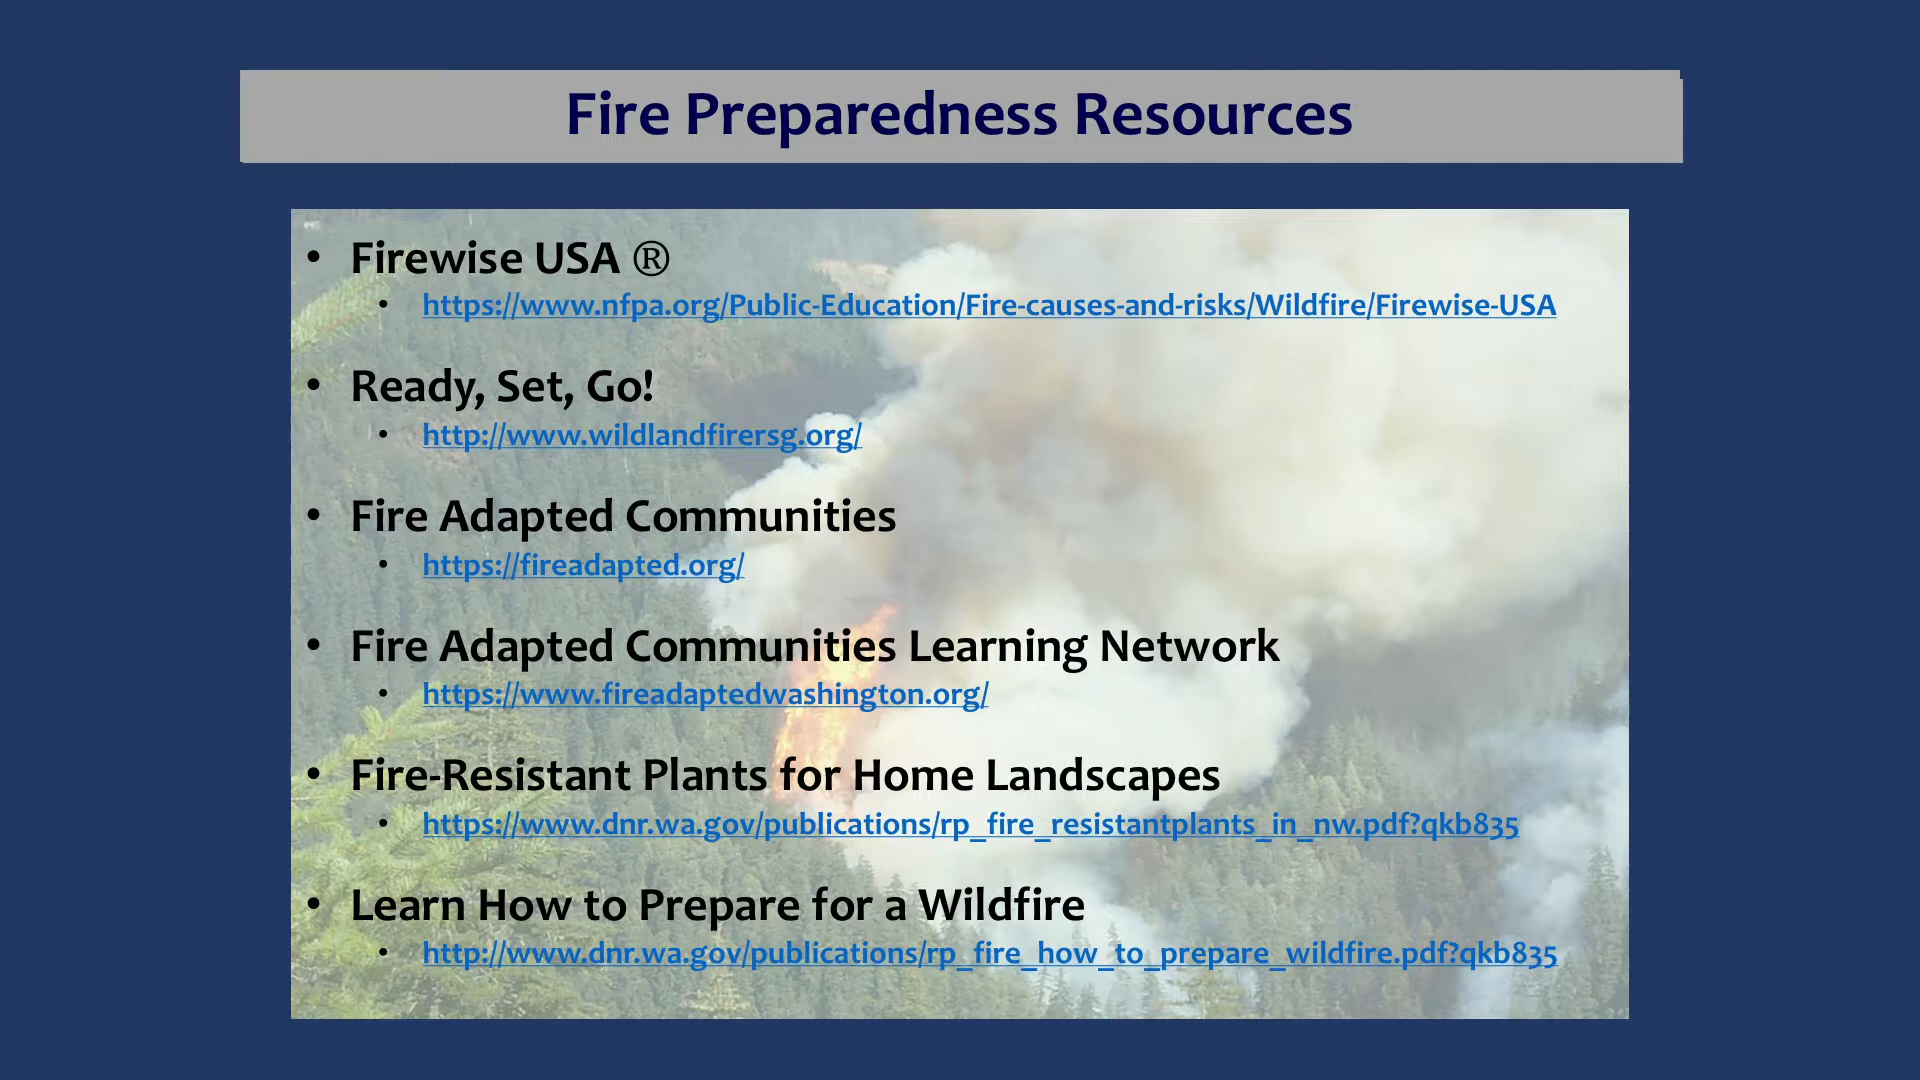 Fire Preparedness Resources
• Firewise USA ®
• https://www.nfpa.org/Public-Education/Fire-causes-and-risks/Wildfire/Firewise-USA
• Ready, Set, Go!
• http://www.wildlandfirersg.org/
• Fire Adapted Communities
• https://fireadapted.org/
• Fire Adapted Communities Learning Network
• https://www.fireadaptedwashington.org/
• Fire-Resistant Plants for Home Landscapes
• https://www.dnr.wa.gov/publications/rp_fire_resistantplants_in_nw.pdf?qkb835
• Learn How to Prepare for a Wildfire
• http://www.dnr.wa.gov/publications/rp_fire_how_to_prepare_wildfire.pdf?qkb835